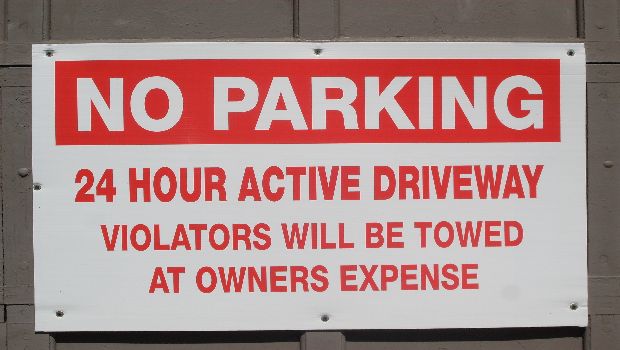 NO PARKING
24 HOUR ACTIVE DRIVEWAY
VIOLATORS WILL BE TOWED
AT OWNERS EXPENSE